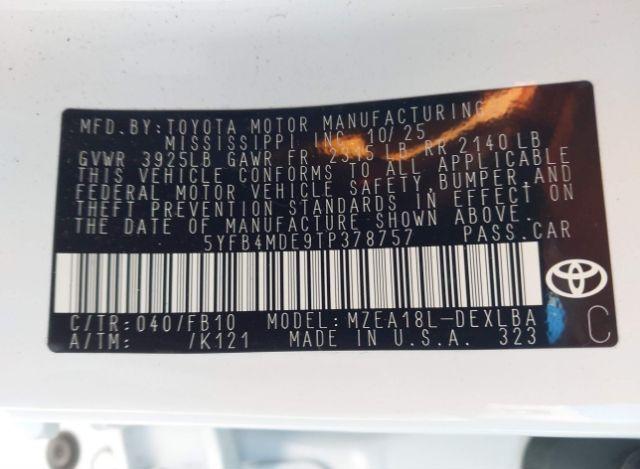 MFD.BY:TOYOTA MOTOR MANUFACTURING
MISSISSIPPI INC. 10/25
GVWR 3925LB GAWR FR 2315LB RR 2140LB
THIS VEHICLE CONFORMS TO ALL APPLICABLE
FEDERAL MOTOR VEHICLE SAFETY,BUMPER,AND
THEFT PREVENTION STANDARDS IN EFFECT ON
THE DATE OF MANUFACTURE SHOWN ABOVE.
5YFB4MDE9TP378757 PASS.CAR
C/TR:040/FB10 MODEL:MZEA18L-DEXLBA
A/TM: /K121 MADE IN U.S.A. 323
C